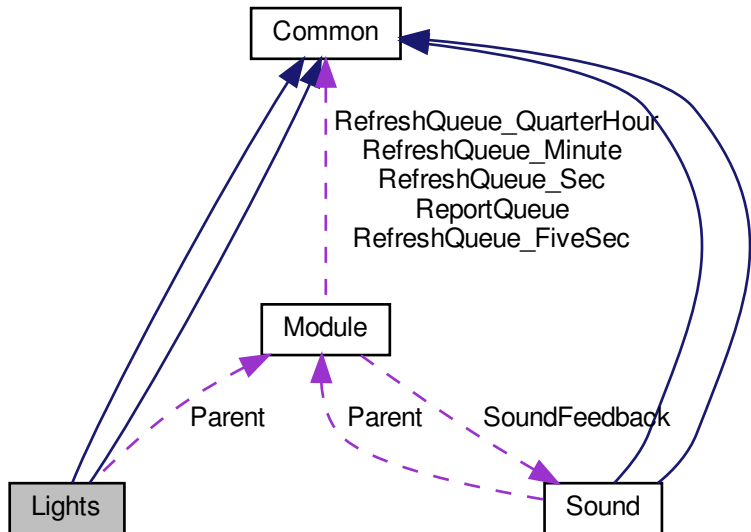 Common
RefreshQueue_QuarterHour
RefreshQueue_Minute
RefreshQueue_Sec
ReportQueue
RefreshQueue_FiveSec
Module
Parent
Parent
SoundFeedback
Lights
Sound